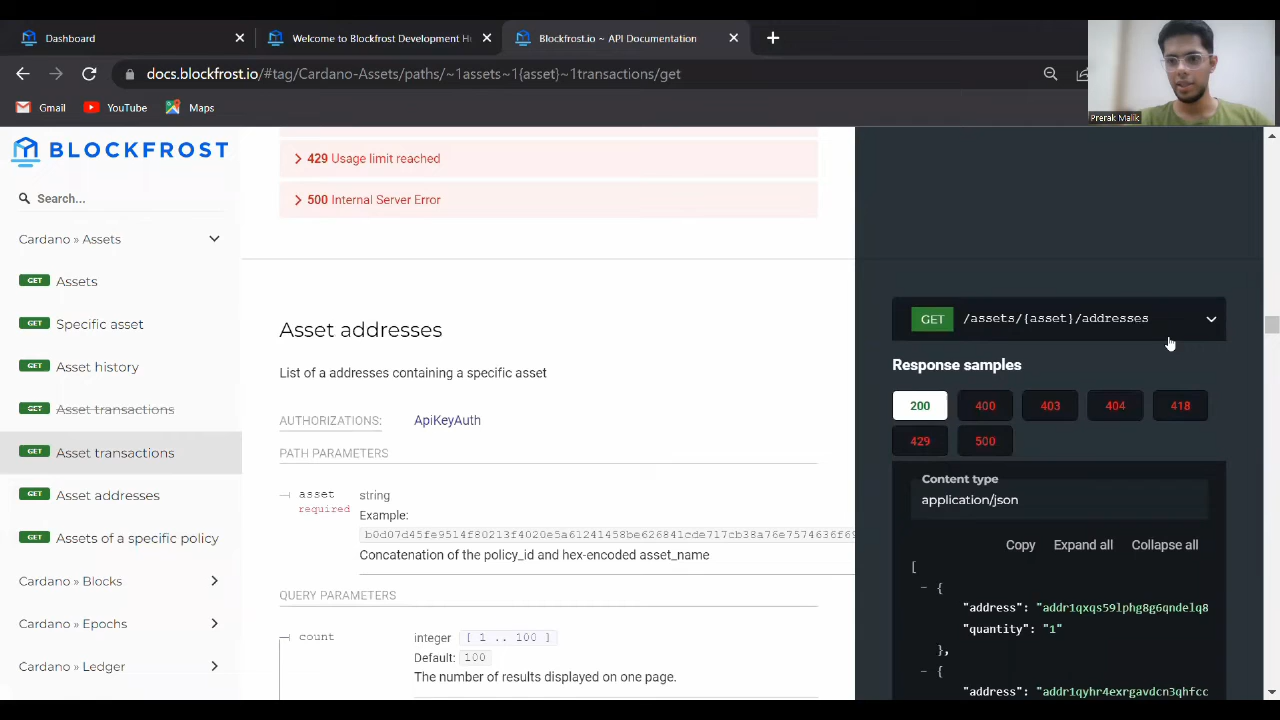 Dashboard
Welcome to Blockfrost Development H
Blockfrost.io ~ API Documentation
docs.blockfrost.io/#tag/Cardano-Assets/paths/~1assets~1{asset}~1transactions/get
Gmail
YouTube
Maps
Prerak Malik
BLOCKFROST
Search...
Cardano » Assets
GET Assets
GET Specific asset
GET Asset history
GET Asset transactions
GET Asset transactions
GET Asset addresses
GET Assets of a specific policy
Cardano » Blocks
Cardano » Epochs
Cardano » Ledger
429 Usage limit reached
500 Internal Server Error
Asset addresses
List of a addresses containing a specific asset
AUTHORIZATIONS: ApiKeyAuth
PATH PARAMETERS
asset string
required
Example:
b0d07d45fe9514f80213f4020e5a61241458be626841cde717cb38a76e7574636f69
Concatenation of the policy_id and hex-encoded asset_name
QUERY PARAMETERS
count integer [ 1 .. 100 ]
Default: 100
The number of results displayed on one page.
GET /assets/{asset}/addresses
Response samples
200 400 403 404 418
429 500
Content type
application/json
Copy Expand all Collapse all
[
- {
"address": "addr1qxqs59lphg8g6qndelq8
"quantity": "1"
},
- {
"address": "addr1qyhr4exrgavdcn3qhfcc